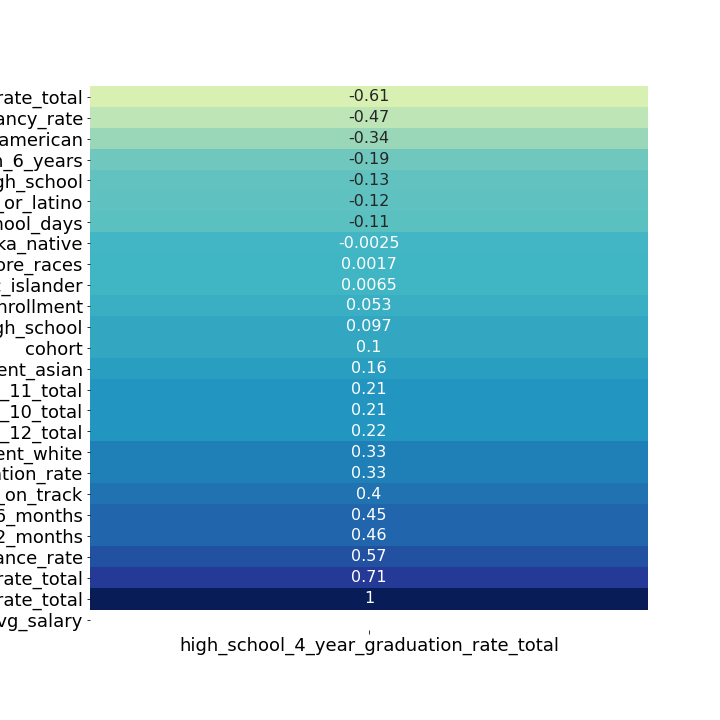 rate_total -0.61
ancy_rate -0.47
american -0.34
_6_years -0.19
gh_school -0.13
_or_latino -0.12
ool_days -0.11
ka_native -0.0025
ore_races 0.0017
_islander 0.0065
nrollment 0.053
gh_school 0.097
cohort 0.1
ent_asian 0.16
_11_total 0.21
_10_total 0.21
_12_total 0.22
ent_white 0.33
ation_rate 0.33
_on_track 0.4
6_months 0.45
2_months 0.46
ance_rate 0.57
rate_total 0.71
rate_total 1
vg_salary
high_school_4_year_graduation_rate_total